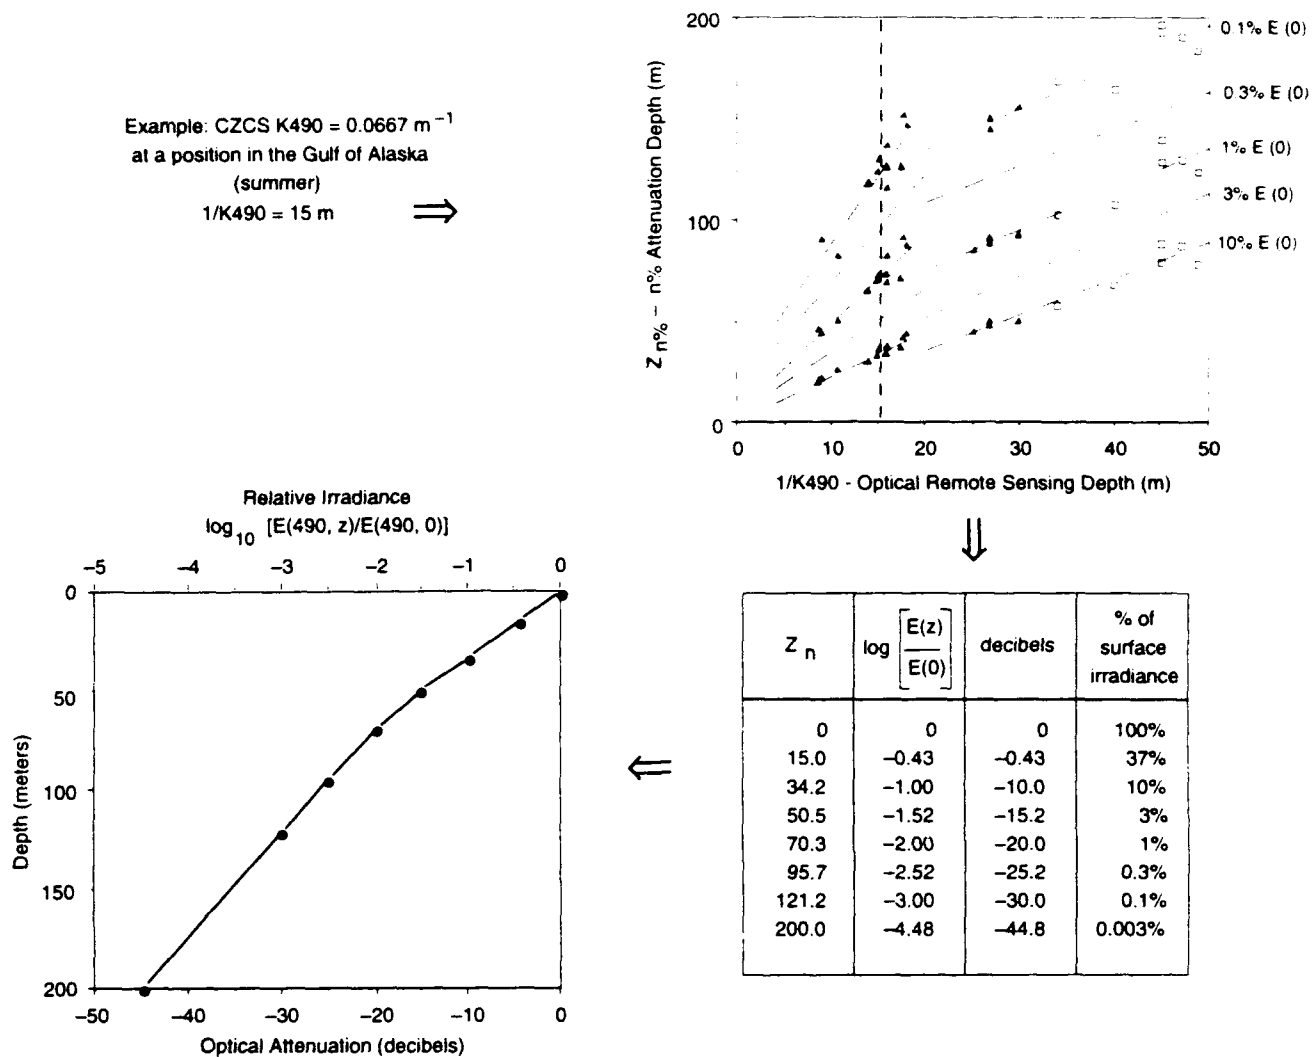 Example: CZCS K490 = 0.0667 m⁻¹
at a position in the Gulf of Alaska
(summer)
1/K490 = 15 m
Z n% – n% Attenuation Depth (m)
200
100
0
0 10 20 30 40 50
1/K490 - Optical Remote Sensing Depth (m)
0.1% E (0)
0.3% E (0)
1% E (0)
3% E (0)
10% E (0)
Relative Irradiance
log₁₀ [E(490, z)/E(490, 0)]
–5 –4 –3 –2 –1 0
Depth (meters)
0
50
100
150
200
–50 –40 –30 –20 –10 0
Optical Attenuation (decibels)
Z n log [E(z)/E(0)] decibels % of surface irradiance
0 0 0 100%
15.0 –0.43 –0.43 37%
34.2 –1.00 –10.0 10%
50.5 –1.52 –15.2 3%
70.3 –2.00 –20.0 1%
95.7 –2.52 –25.2 0.3%
121.2 –3.00 –30.0 0.1%
200.0 –4.48 –44.8 0.003%